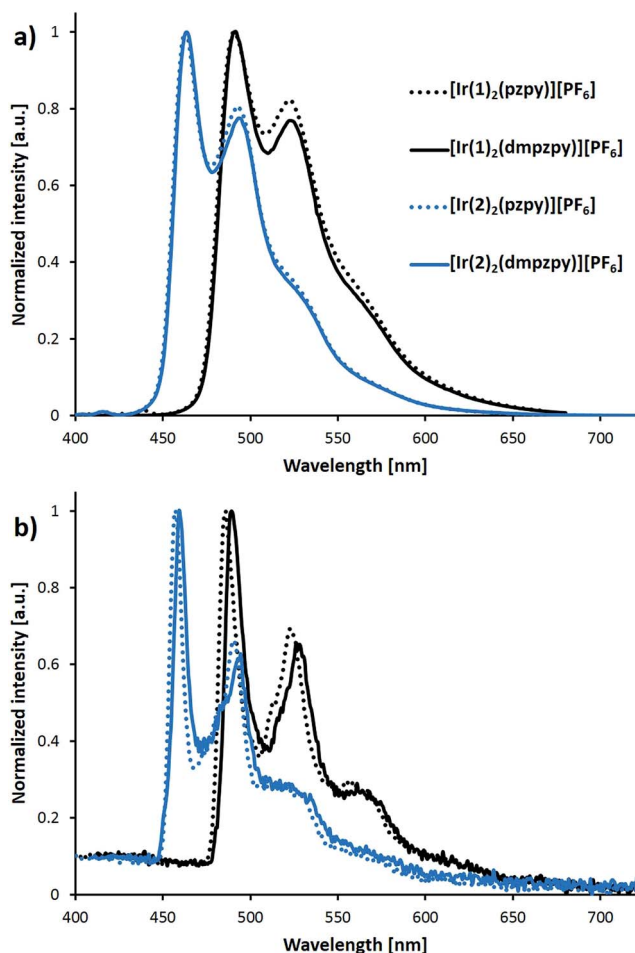 a)
Normalized intensity [a.u.]
1
0.8
0.6
0.4
0.2
0
400 450 500 550 600 650 700
Wavelength [nm]
[Ir(1)₂(pzpy)][PF₆]
[Ir(1)₂(dmpzpy)][PF₆]
[Ir(2)₂(pzpy)][PF₆]
[Ir(2)₂(dmpzpy)][PF₆]
b)
Normalized intensity [a.u.]
1
0.8
0.6
0.4
0.2
0
400 450 500 550 600 650 700
Wavelength [nm]